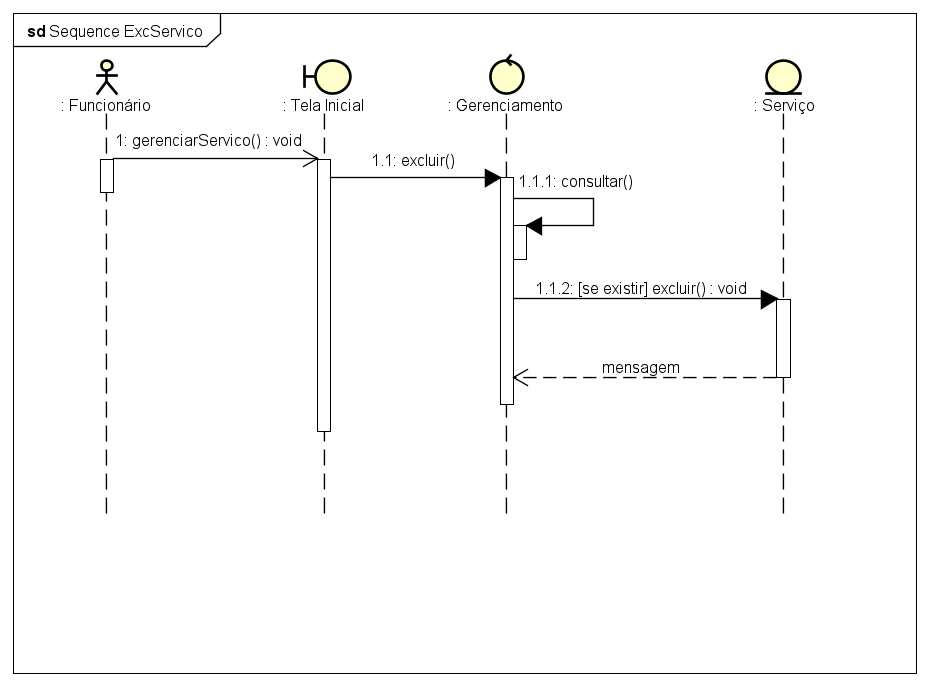 sd Sequence ExcServico
: Funcionário
: Tela Inicial
: Gerenciamento
: Serviço
1: gerenciarServico() : void
1.1: excluir()
1.1.1: consultar()
1.1.2: [se existir] excluir() : void
mensagem